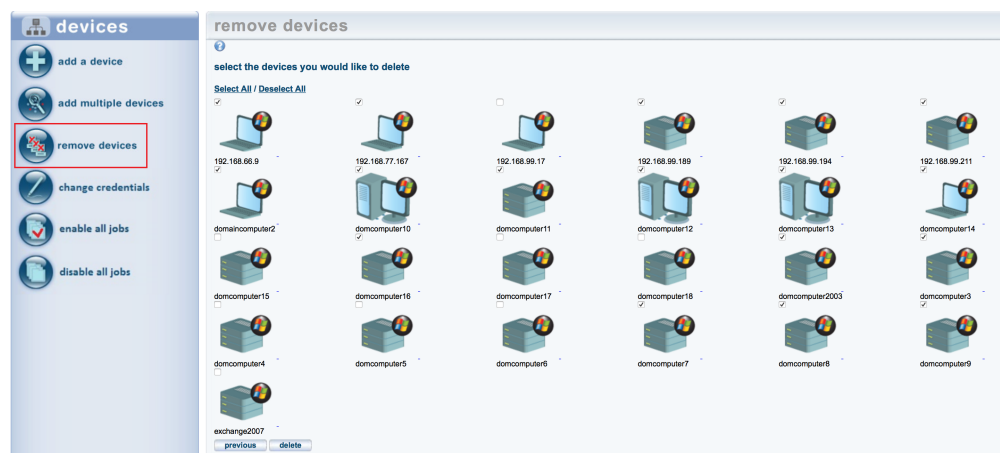 devices
add a device
add multiple devices
remove devices
change credentials
enable all jobs
disable all jobs
remove devices
?
select the devices you would like to delete
Select All / Deselect All
192.168.66.9 192.168.77.167 192.168.99.17 192.168.99.189 192.168.99.194 192.168.99.211
domaincomputer2 domcomputer10 domcomputer11 domcomputer12 domcomputer13 domcomputer14
domcomputer15 domcomputer16 domcomputer17 domcomputer18 domcomputer2003 domcomputer3
domcomputer4 domcomputer5 domcomputer6 domcomputer7 domcomputer8 domcomputer9
exchange2007
previous delete